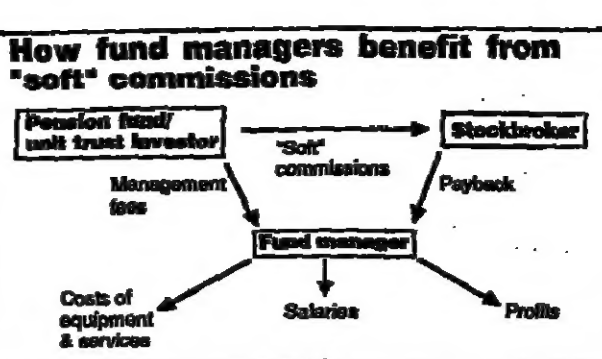 How fund managers benefit from
"soft" commissions
Pension fund/
unit trust investor
"Soft"
commissions
Stockbroker
Management
fees
Payback
Fund manager
Costs of
equipment
& services
Salaries
Profits